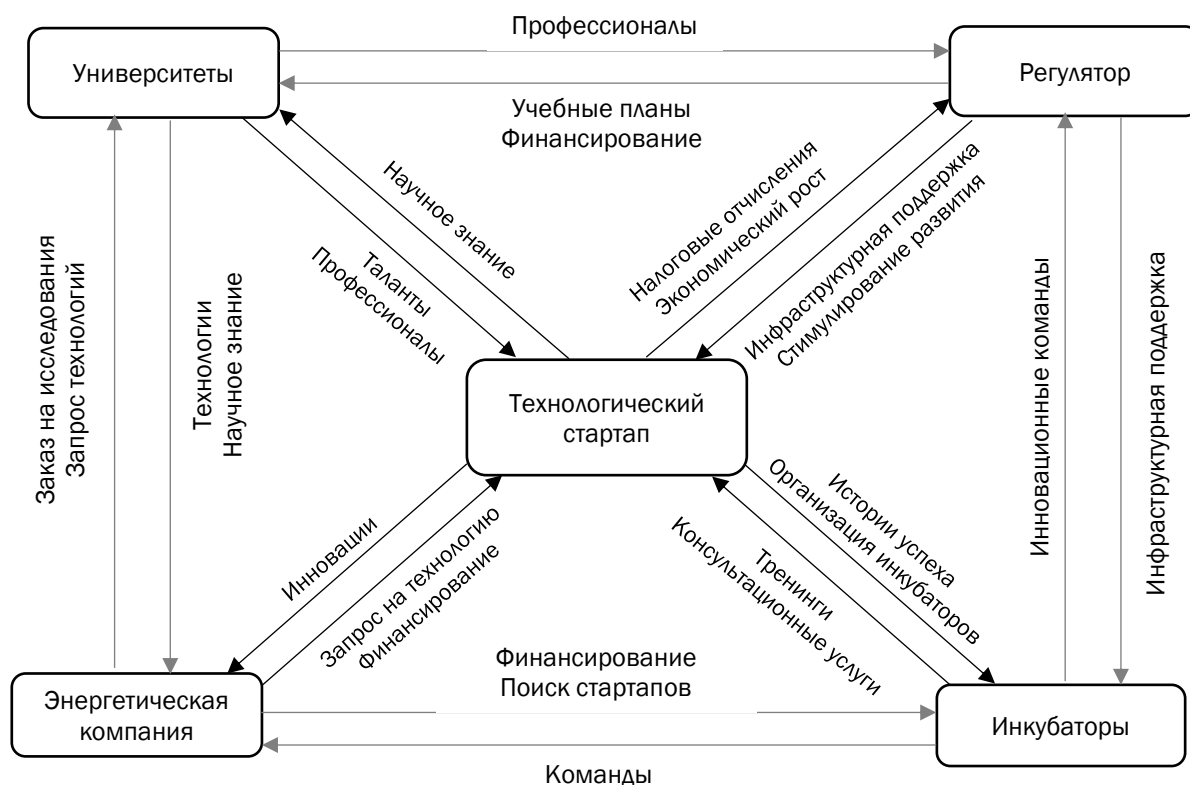 Профессионалы
Университеты
Регулятор
Учебные планы
Финансирование
Научное знание
Таланты
Профессионалы
Налоговые отчисления
Экономический рост
Инфраструктурная поддержка
Стимулирование развития
Заказ на исследования
Запрос технологий
Технологии
Научное знание
Технологический
стартап
Инновационные команды
Инфраструктурная поддержка
Инновации
Запрос на технологию
Финансирование
Истории успеха
Организация инкубаторов
Тренинги
Консультационные услуги
Финансирование
Поиск стартапов
Энергетическая
компания
Инкубаторы
Команды